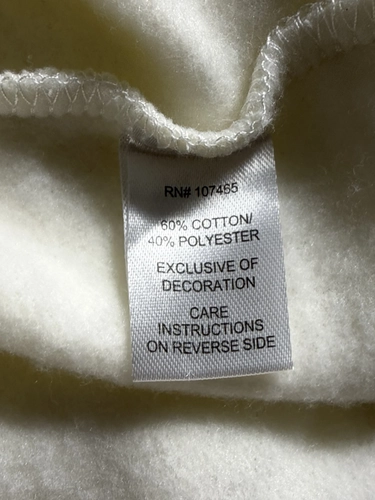 RN# 107465
60% COTTON/
40% POLYESTER
EXCLUSIVE OF
DECORATION
CARE
INSTRUCTIONS
ON REVERSE SIDE